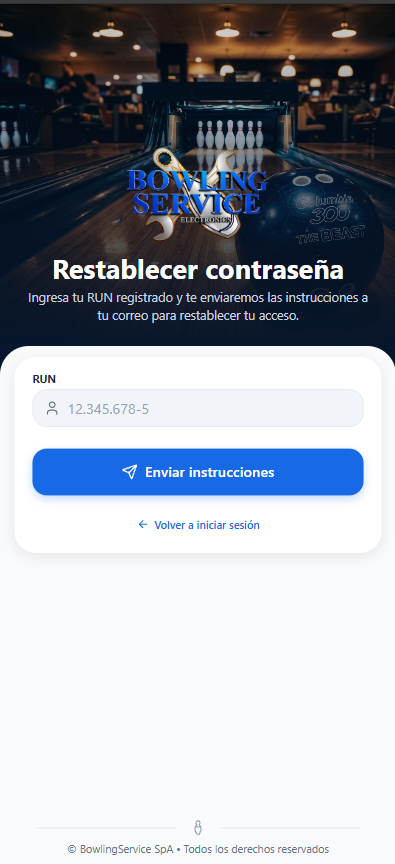 BOWLING
SERVICE
ELECTRONICS
Columbia
300
THE BEAST
Restablecer contraseña
Ingresa tu RUN registrado y te enviaremos las instrucciones a
tu correo para restablecer tu acceso.
RUN
12.345.678-5
Enviar instrucciones
← Volver a iniciar sesión
© BowlingService SpA • Todos los derechos reservados